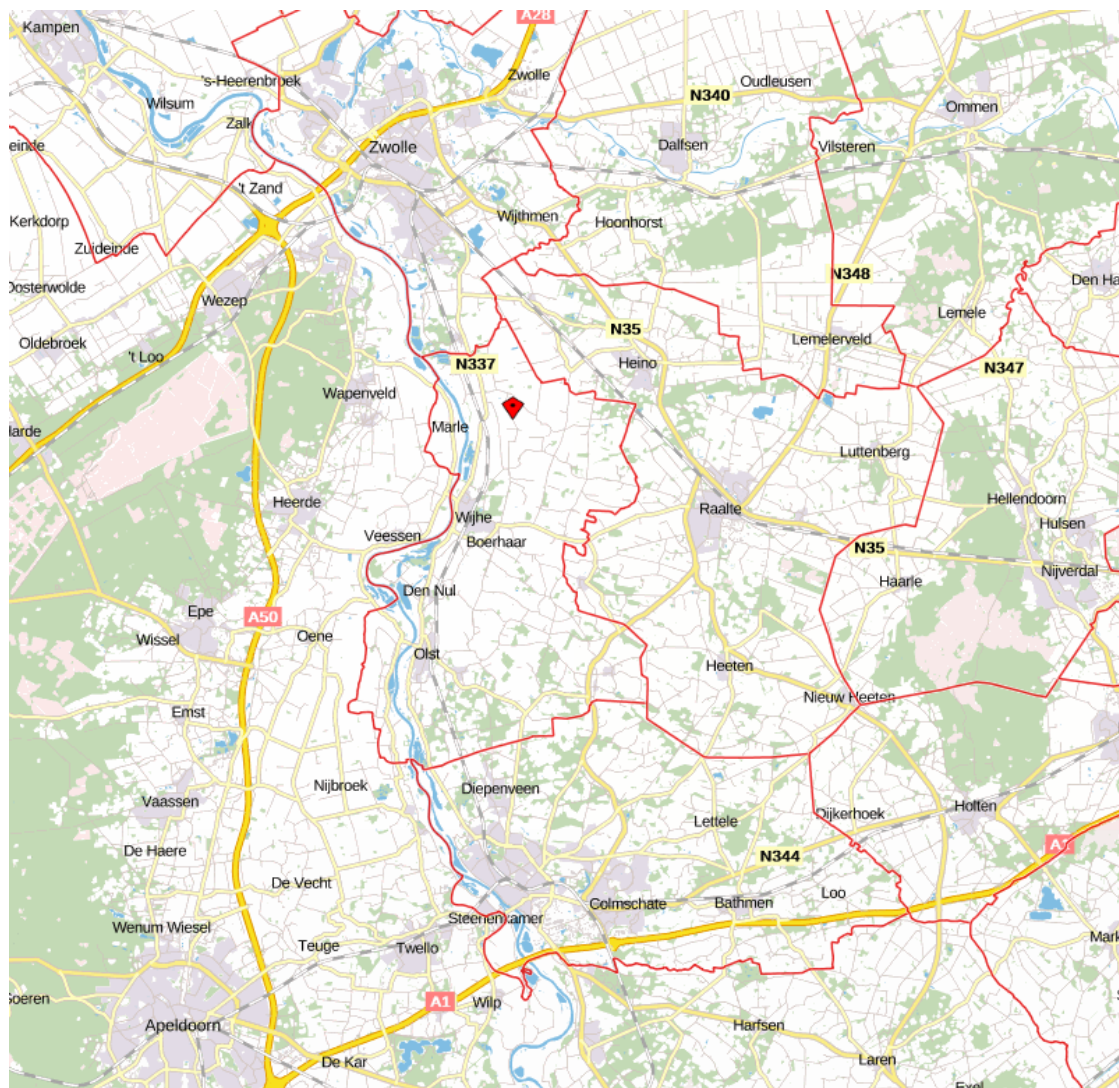 A28
Kampen
's-Heerenbroek
Zwolle
Oudleusen
N340
Ommen
Wilsum
Zalk
Zwolle
Dalfsen
Vilsteren
't Zand
Wijthmen
Hoonhorst
Kerkdorp
Zuideinde
N348
Den Ha
Oosterwolde
Wezep
Lemele
N35
Lemelerveld
Oldebroek
't Loo
N337
Heino
N347
Wapenveld
Marle
Luttenberg
Heerde
Raalte
Hellendoorn
Wijhe
Hulsen
Veessen
Boerhaar
N35
Haarle
Nijverdal
Den Nul
Epe
A50
Wissel
Oene
Olst
Heeten
Nieuw Heeten
Emst
Nijbroek
Diepenveen
Vaassen
Lettele
Dijkerhoek
Holten
De Haere
A1
N344
De Vecht
Loo
Colmschate
Bathmen
Steenenkamer
Wenum Wiesel
Teuge
Twello
Mark
Soeren
A1
Wilp
Apeldoorn
Harfsen
De Kar
Laren
Exel